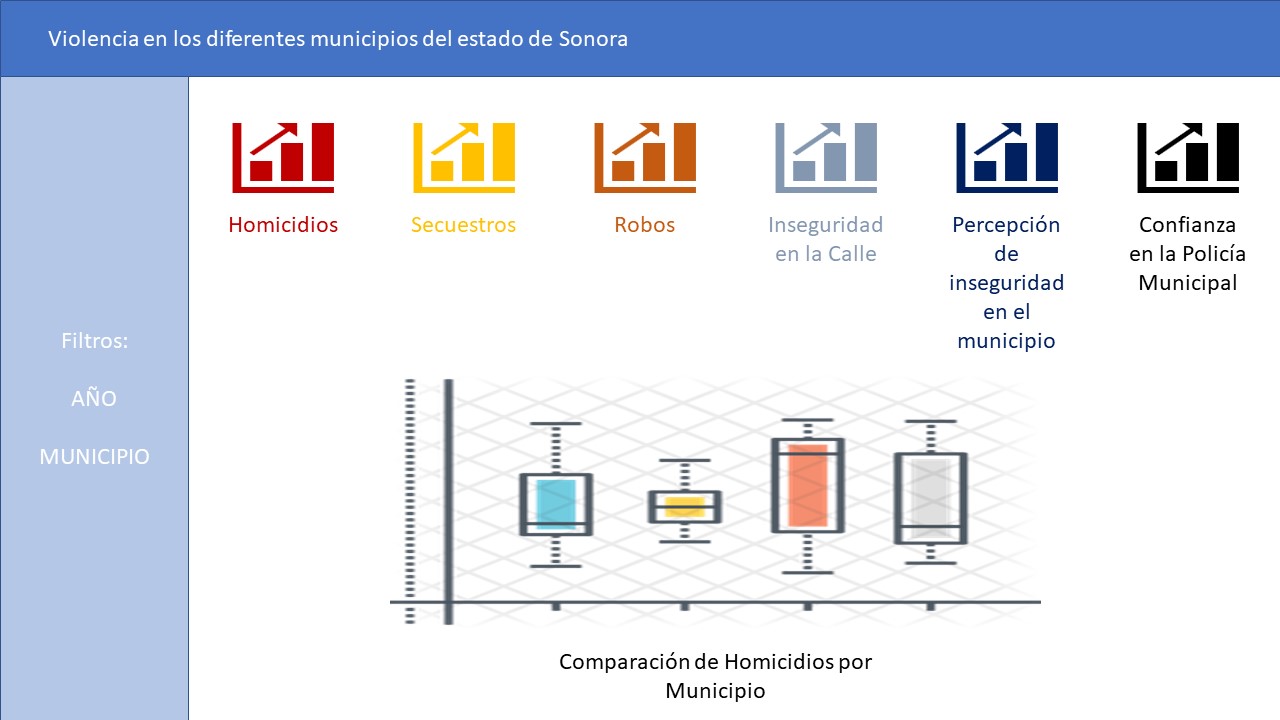 Violencia en los diferentes municipios del estado de Sonora
Filtros:
AÑO
MUNICIPIO
Homicidios
Secuestros
Robos
Inseguridad
en la Calle
Percepción
de
inseguridad
en el
municipio
Confianza
en la Policía
Municipal
Comparación de Homicidios por
Municipio